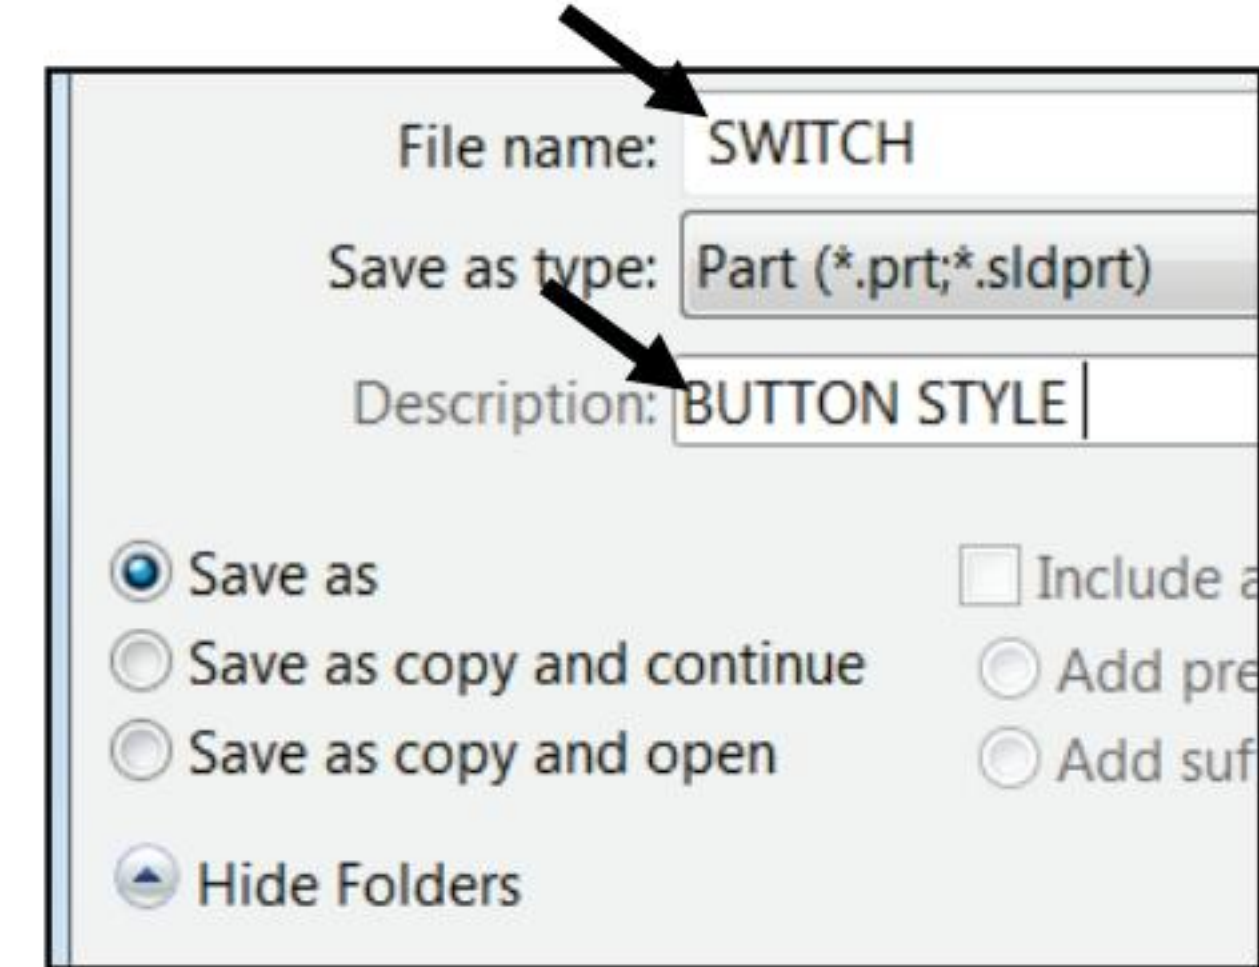 File name: SWITCH
Save as type: Part (*.prt;*.sldprt)
Description: BUTTON STYLE
Save as
Include a
Save as copy and continue
Add pre
Save as copy and open
Add suf
Hide Folders